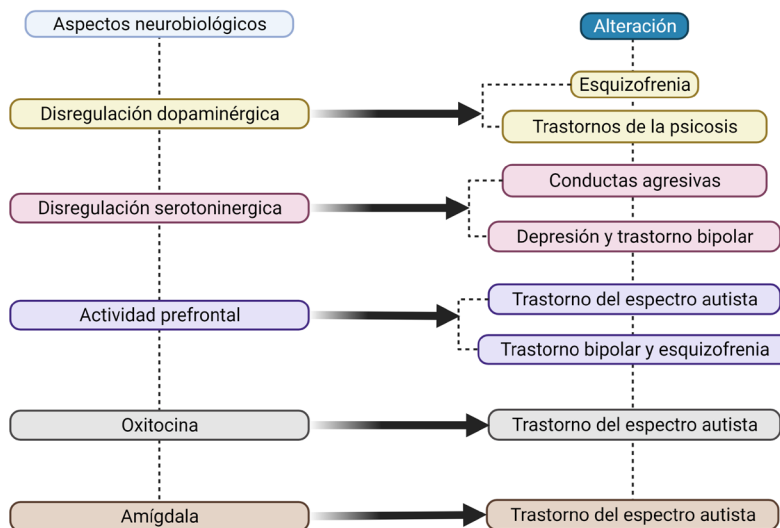 Aspectos neurobiológicos
Alteración
Disregulación dopaminérgica
Esquizofrenia
Trastornos de la psicosis
Disregulación serotoninergica
Conductas agresivas
Depresión y trastorno bipolar
Actividad prefrontal
Trastorno del espectro autista
Trastorno bipolar y esquizofrenia
Oxitocina
Trastorno del espectro autista
Amígdala
Trastorno del espectro autista